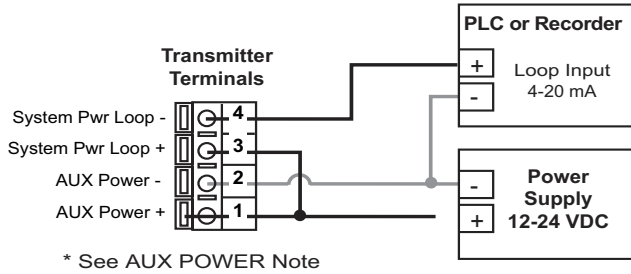 PLC or Recorder
Transmitter
Terminals
+
Loop Input
4-20 mA
-
System Pwr Loop -
4
System Pwr Loop +
3
AUX Power -
2
AUX Power +
1
-
+
Power
Supply
12-24 VDC
* See AUX POWER Note